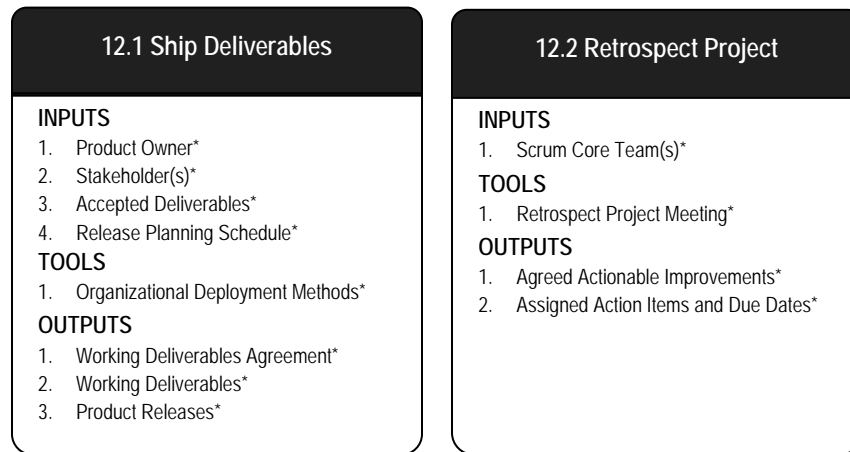 12.1 Ship Deliverables
INPUTS
1. Product Owner*
2. Stakeholder(s)*
3. Accepted Deliverables*
4. Release Planning Schedule*
TOOLS
1. Organizational Deployment Methods*
OUTPUTS
1. Working Deliverables Agreement*
2. Working Deliverables*
3. Product Releases*
12.2 Retrospect Project
INPUTS
1. Scrum Core Team(s)*
TOOLS
1. Retrospect Project Meeting*
OUTPUTS
1. Agreed Actionable Improvements*
2. Assigned Action Items and Due Dates*